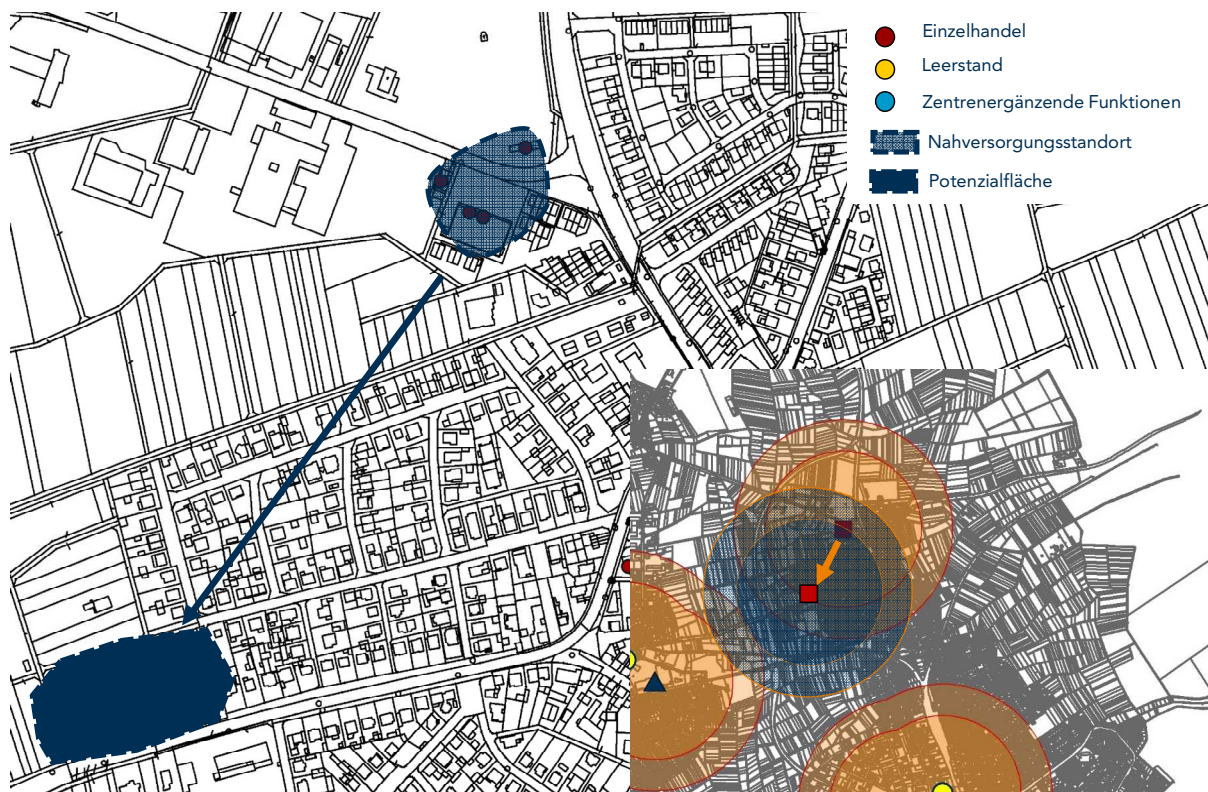 Einzelhandel
Leerstand
Zentrenergänzende Funktionen
Nahversorgungsstandort
Potenzialfläche